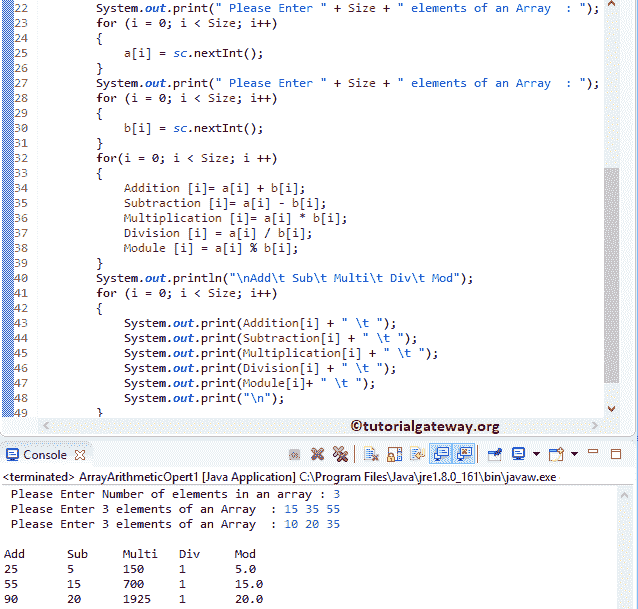 22 System.out.print(" Please Enter " + Size + " elements of an Array  : ");
23 for (i = 0; i < Size; i++)
24 {
25     a[i] = sc.nextInt();
26 }
27 System.out.print(" Please Enter " + Size + " elements of an Array  : ");
28 for (i = 0; i < Size; i++)
29 {
30     b[i] = sc.nextInt();
31 }
32 for(i = 0; i < Size; i ++)
33 {
34     Addition [i]= a[i] + b[i];
35     Subtraction [i]= a[i] - b[i];
36     Multiplication [i]= a[i] * b[i];
37     Division [i] = a[i] / b[i];
38     Module [i] = a[i] % b[i];
39 }
40 System.out.println("\nAdd\t Sub\t Multi\t Div\t Mod");
41 for (i = 0; i < Size; i++)
42 {
43     System.out.print(Addition[i] + " \t ");
44     System.out.print(Subtraction[i] + " \t ");
45     System.out.print(Multiplication[i] + " \t ");
46     System.out.print(Division[i] + " \t ");
47     System.out.print(Module[i]+ " \t ");
48     System.out.print("\n");
49 }
©tutorialgateway.org
Console
<terminated> ArrayArithmeticOpert1 [Java Application] C:\Program Files\Java\jre1.8.0_161\bin\javaw.exe
Please Enter Number of elements in an array : 3
Please Enter 3 elements of an Array  : 15 35 55
Please Enter 3 elements of an Array  : 10 20 35
Add Sub Multi Div Mod
25 5 150 1 5.0
55 15 700 1 15.0
90 20 1925 1 20.0